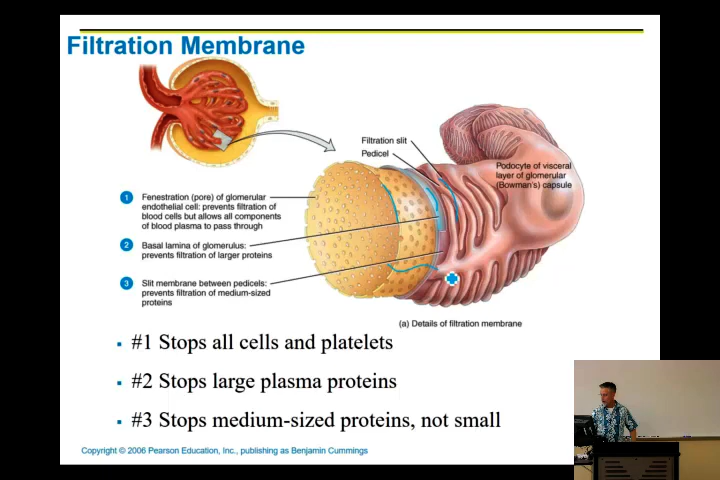 Filtration Membrane
Filtration slit
Pedicel
Podocyte of visceral
layer of glomerular
(Bowman's) capsule
1 Fenestration (pore) of glomerular
endothelial cell: prevents filtration of
blood cells but allows all components
of blood plasma to pass through
2 Basal lamina of glomerulus:
prevents filtration of larger proteins
3 Slit membrane between pedicels:
prevents filtration of medium-sized
proteins
(a) Details of filtration membrane
▪ #1 Stops all cells and platelets
▪ #2 Stops large plasma proteins
▪ #3 Stops medium-sized proteins, not small
Copyright © 2006 Pearson Education, Inc., publishing as Benjamin Cummings